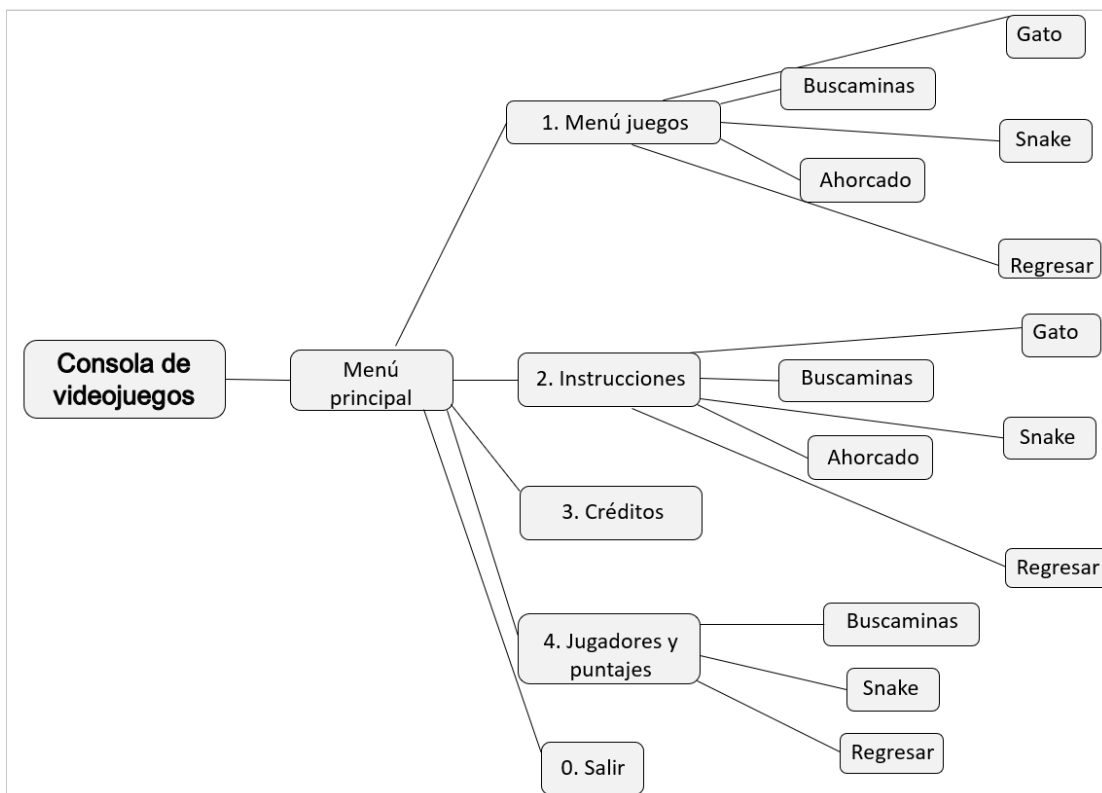 Gato
Buscaminas
1. Menú juegos
Snake
Ahorcado
Regresar
Consola de
videojuegos
Menú
principal
Gato
2. Instrucciones
Buscaminas
Snake
Ahorcado
3. Créditos
Regresar
4. Jugadores y
puntajes
Buscaminas
Snake
Regresar
0. Salir